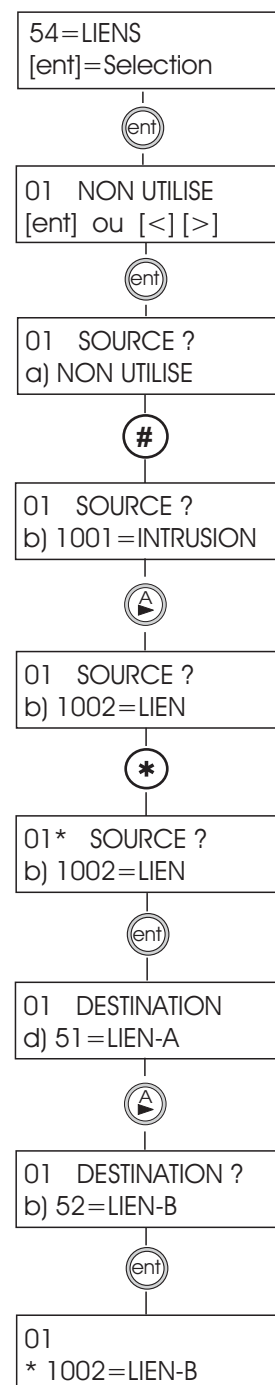 54=LIENS
[ent]=Selection
ent
01 NON UTILISE
[ent] ou [<] [>]
ent
01 SOURCE ?
a) NON UTILISE
#
01 SOURCE ?
b) 1001=INTRUSION
A
01 SOURCE ?
b) 1002=LIEN
*
01* SOURCE ?
b) 1002=LIEN
ent
01 DESTINATION
d) 51=LIEN-A
A
01 DESTINATION ?
b) 52=LIEN-B
ent
01
* 1002=LIEN-B